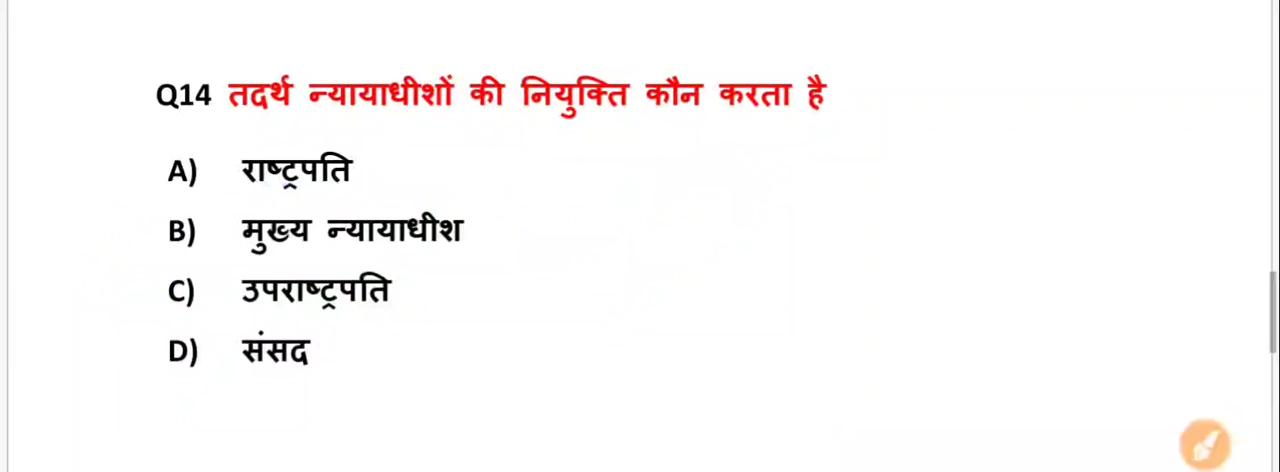 Q14 तदर्थ न्यायाधीशों की नियुक्ति कौन करता है
A) राष्ट्रपति
B) मुख्य न्यायाधीश
C) उपराष्ट्रपति
D) संसद